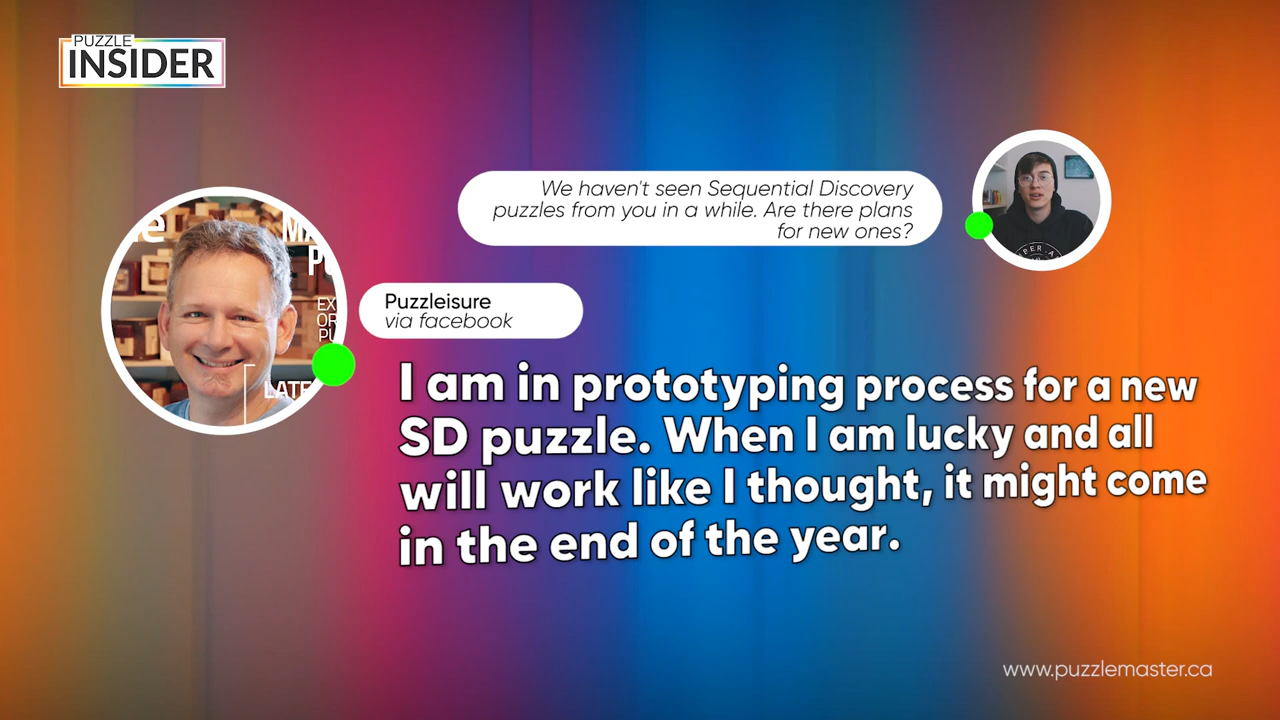 PUZZLE
INSIDER
We haven't seen Sequential Discovery
puzzles from you in a while. Are there plans
for new ones?
Puzzleisure
via facebook
I am in prototyping process for a new
SD puzzle. When I am lucky and all
will work like I thought, it might come
in the end of the year.
LATE
www.puzzlemaster.ca